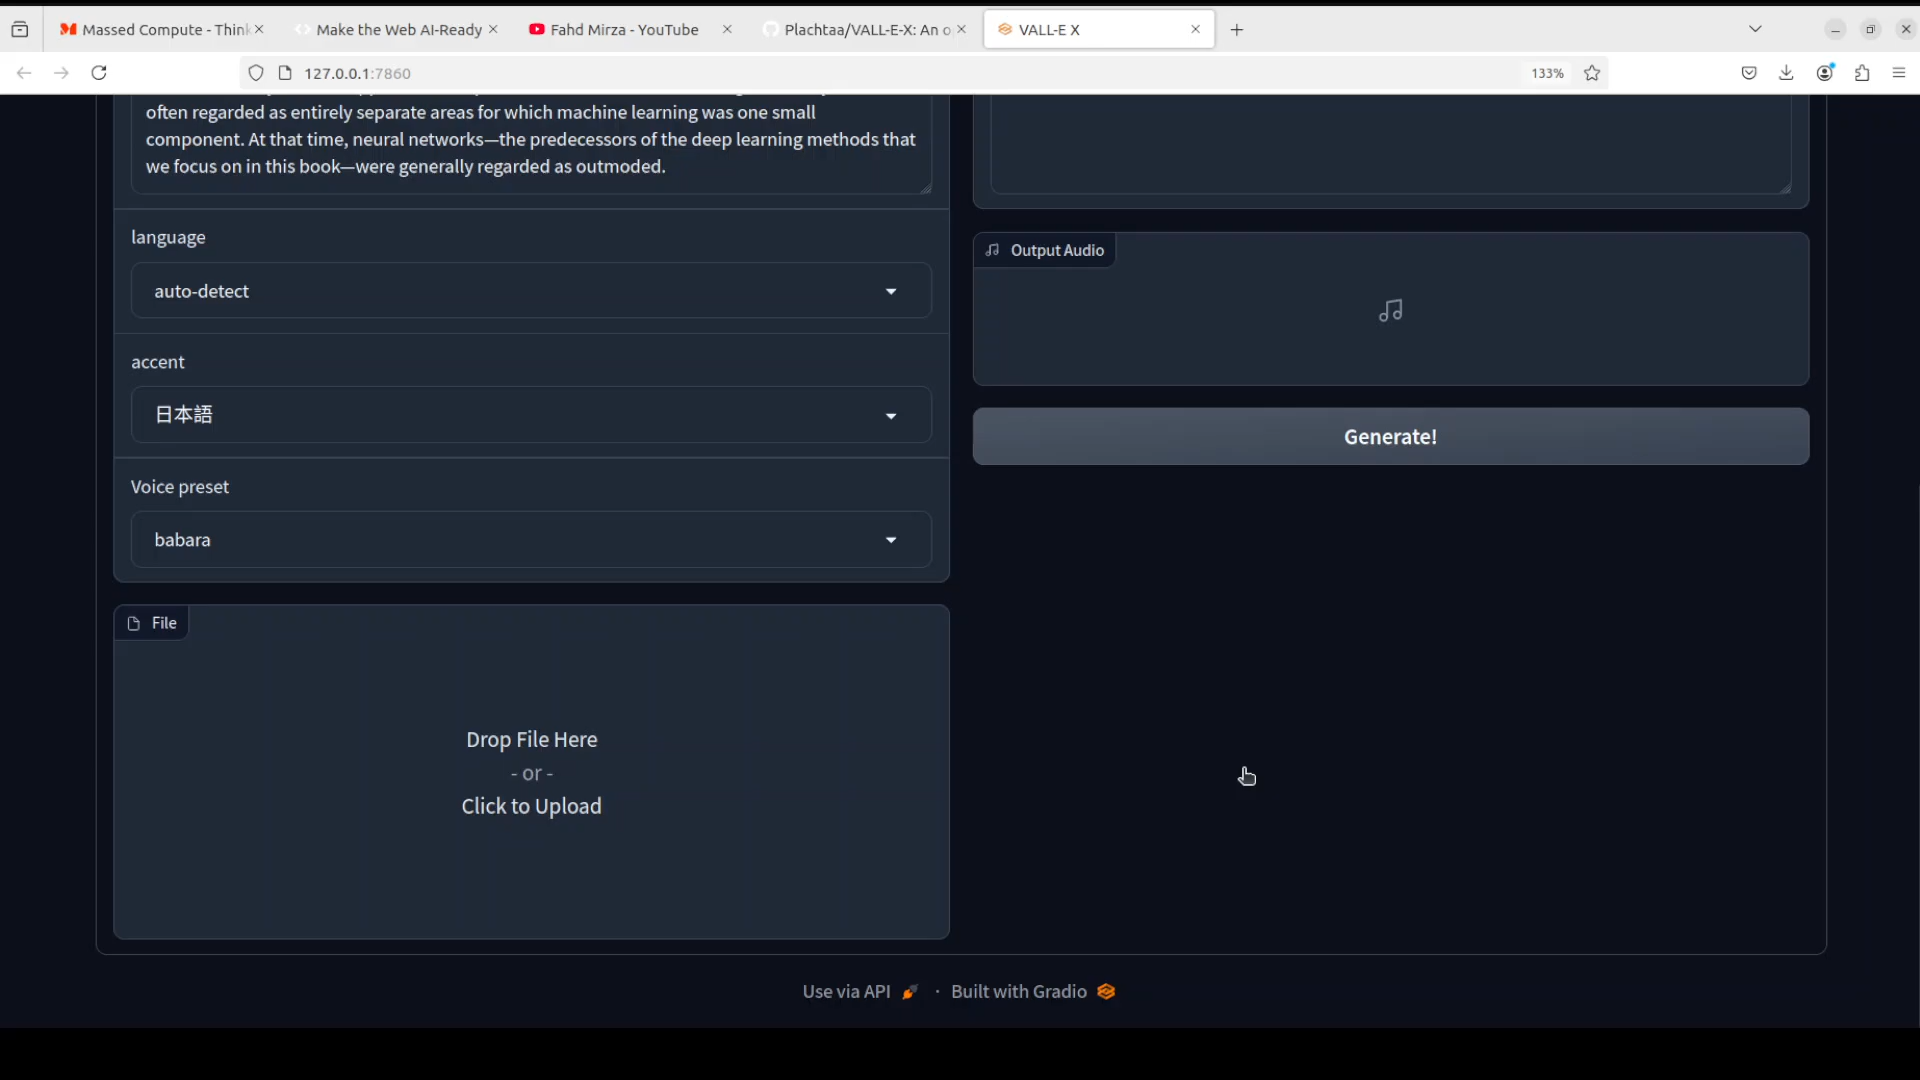 Massed Compute - Think
Make the Web AI-Ready
Fahd Mirza - YouTube
Plachtaa/VALL-E-X: An o
VALL-E X
127.0.0.1:7860
133%
often regarded as entirely separate areas for which machine learning was one small
component. At that time, neural networks—the predecessors of the deep learning methods that
we focus on in this book—were generally regarded as outmoded.
language
auto-detect
accent
日本語
Voice preset
babara
File
Drop File Here
- or -
Click to Upload
Output Audio
Generate!
Use via API · Built with Gradio